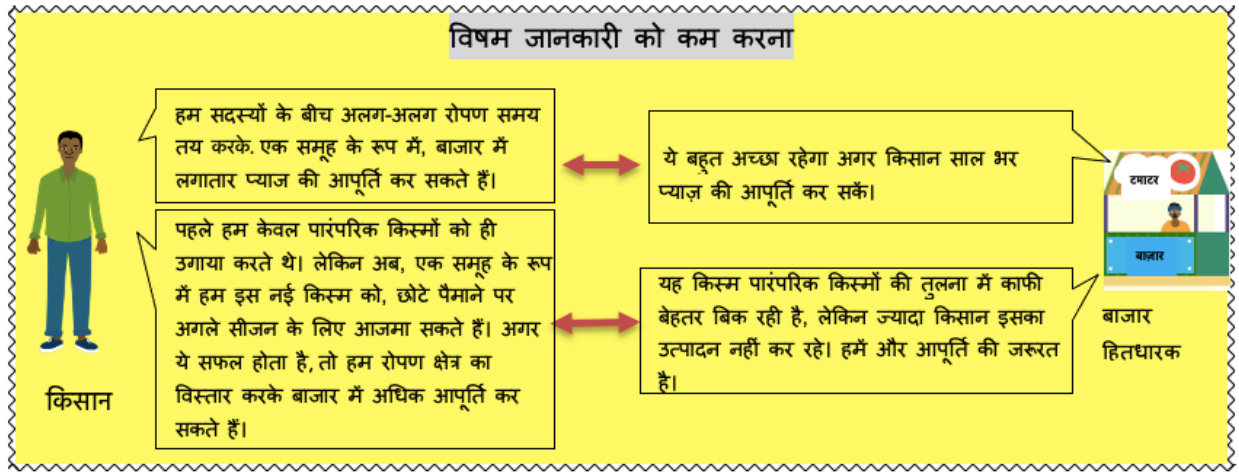 विषम जानकारी को कम करना
हम सदस्यों के बीच अलग-अलग रोपण समय
तय करके. एक समूह के रूप में, बाजार में
लगातार प्याज की आपूर्ति कर सकते हैं।
ये बहुत अच्छा रहेगा अगर किसान साल भर
प्याज़ की आपूर्ति कर सकें।
टमाटर
बाज़ार
पहले हम केवल पारंपरिक किस्मों को ही
उगाया करते थे। लेकिन अब, एक समूह के रूप
में हम इस नई किस्म को, छोटे पैमाने पर
अगले सीजन के लिए आजमा सकते हैं। अगर
ये सफल होता है, तो हम रोपण क्षेत्र का
विस्तार करके बाजार में अधिक आपूर्ति कर
सकते हैं।
यह किस्म पारंपरिक किस्मों की तुलना में काफी
बेहतर बिक रही है, लेकिन ज्यादा किसान इसका
उत्पादन नहीं कर रहे। हमें और आपूर्ति की जरूरत
है।
किसान
बाजार
हितधारक